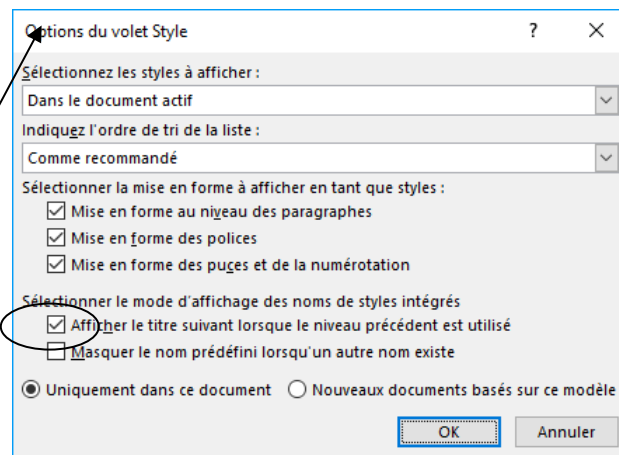 Options du volet Style ?
Sélectionnez les styles à afficher :
Dans le document actif
Indiquez l'ordre de tri de la liste :
Comme recommandé
Sélectionner la mise en forme à afficher en tant que styles :
Mise en forme au niveau des paragraphes
Mise en forme des polices
Mise en forme des puces et de la numérotation
Sélectionner le mode d'affichage des noms de styles intégrés
Afficher le titre suivant lorsque le niveau précédent est utilisé
Masquer le nom prédéfini lorsqu'un autre nom existe
Uniquement dans ce document Nouveaux documents basés sur ce modèle
OK Annuler